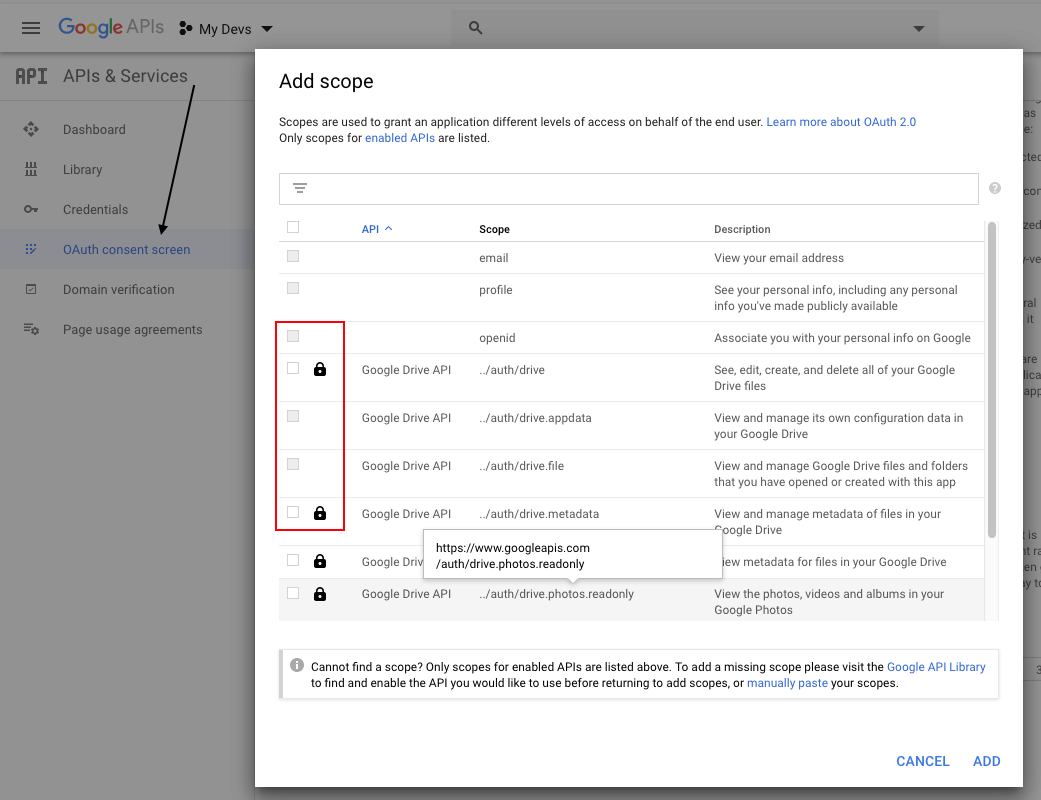 Google APIs
My Devs
API
APIs & Services
Dashboard
Library
Credentials
OAuth consent screen
Domain verification
Page usage agreements
Add scope
Scopes are used to grant an application different levels of access on behalf of the end user. Learn more about OAuth 2.0
Only scopes for enabled APIs are listed.
?
API Scope Description
email View your email address
profile See your personal info, including any personal
info you've made publicly available
openid Associate you with your personal info on Google
Google Drive API ../auth/drive See, edit, create, and delete all of your Google
Drive files
Google Drive API ../auth/drive.appdata View and manage its own configuration data in
your Google Drive
Google Drive API ../auth/drive.file View and manage Google Drive files and folders
that you have opened or created with this app
Google Drive API ../auth/drive.metadata View and manage metadata of files in your
Google Drive
https://www.googleapis.com
/auth/drive.photos.readonly
Google Drive View metadata for files in your Google Drive
Google Drive API ../auth/drive.photos.readonly View the photos, videos and albums in your
Google Photos
Cannot find a scope? Only scopes for enabled APIs are listed above. To add a missing scope please visit the Google API Library
to find and enable the API you would like to use before returning to add scopes, or manually paste your scopes.
CANCEL ADD